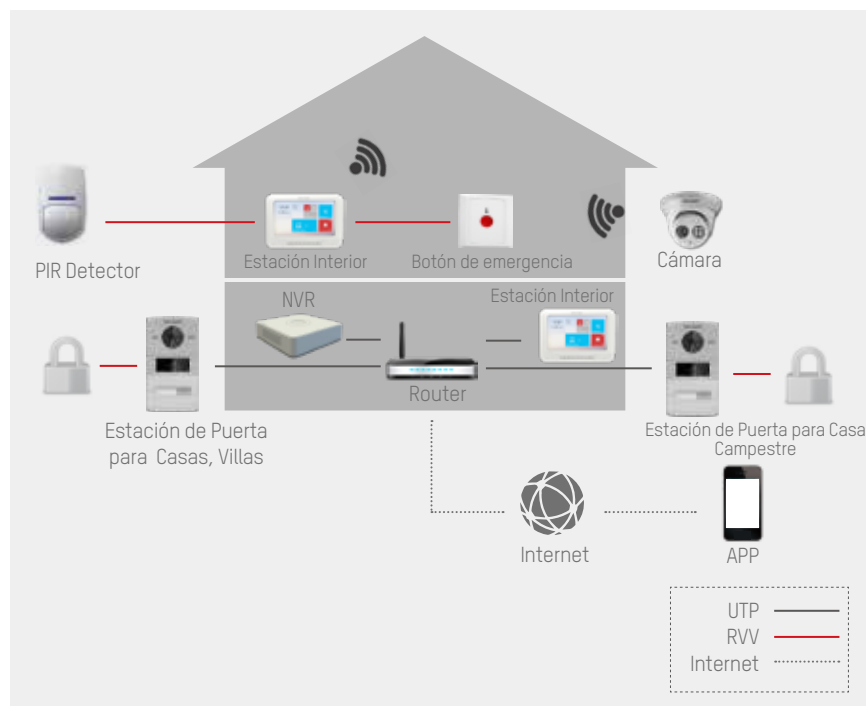 PIR Detector
Estación Interior
Botón de emergencia
Cámara
NVR
Estación Interior
Router
Estación de Puerta
para Casas, Villas
Estación de Puerta para Casa
Campestre
Internet
APP
UTP
RVV
Internet